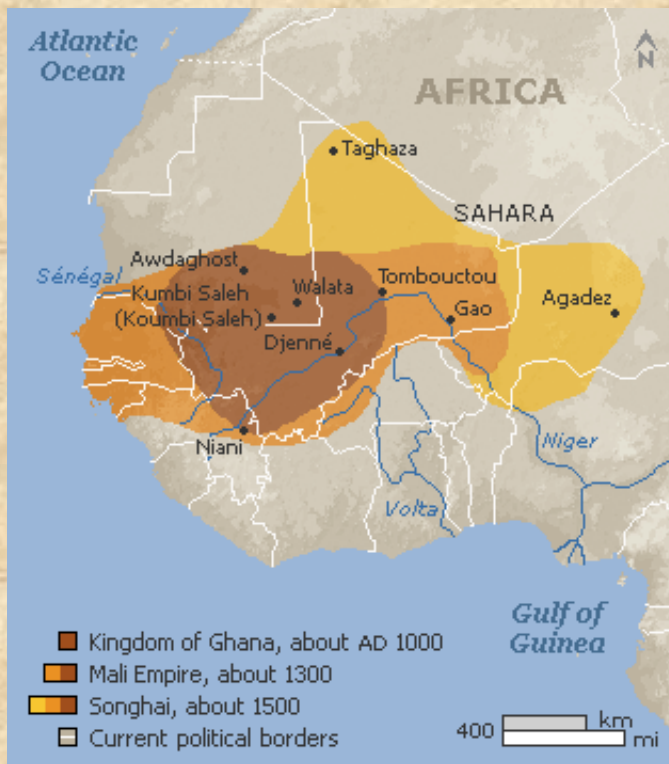 Atlantic
Ocean
N
AFRICA
Taghaza
SAHARA
Awdaghost
Sénégal
Kumbi Saleh
(Koumbi Saleh)
Walata
Tombouctou
Gao
Agadez
Djenné
Niani
Niger
Volta
Gulf of
Guinea
Kingdom of Ghana, about AD 1000
Mali Empire, about 1300
Songhai, about 1500
Current political borders
400 km
mi